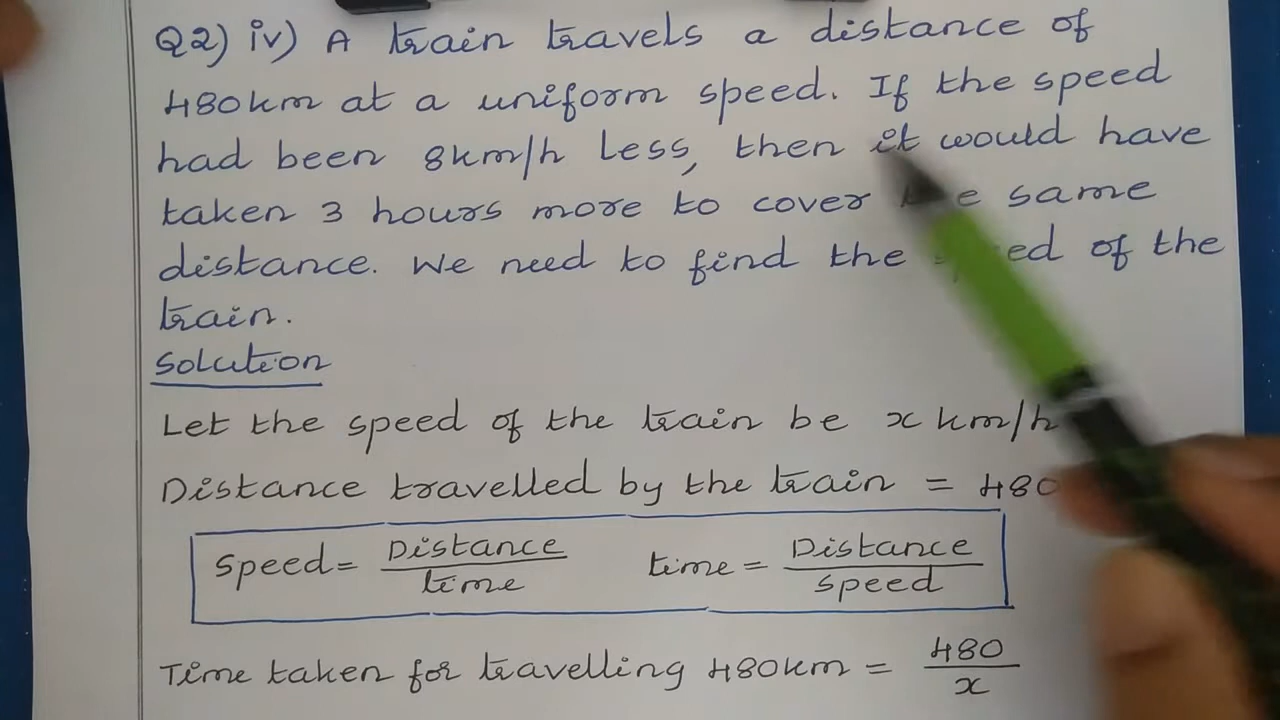 Q2) iv) A train travels a distance of
480km at a uniform speed. If the speed
had been 8km/h less, then it would have
taken 3 hours more to cover the same
distance. We need to find the speed of the
train.
Solution
Let the speed of the train be x km/h
Distance travelled by the train = 480
Speed = Distance / time   time = Distance / speed
Time taken for travelling 480km = 480 / x